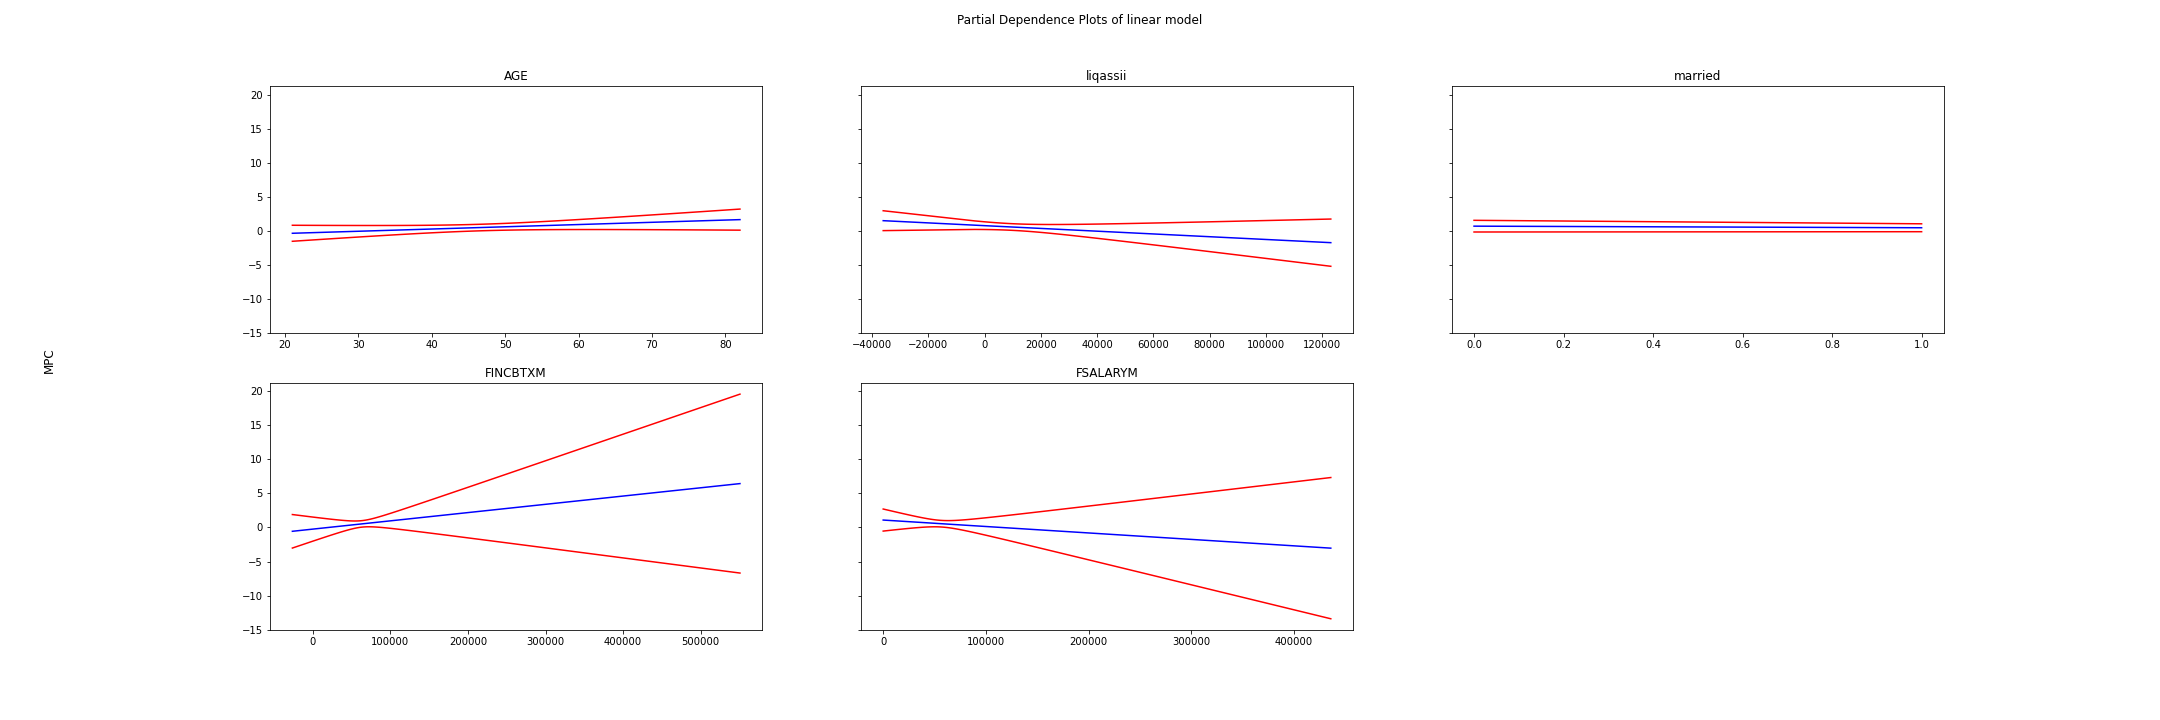 Partial Dependence Plots of linear model
AGE
liqassii
married
20
15
10
5
0
−5
−10
−15
20 30 40 50 60 70 80
−40000 −20000 0 20000 40000 60000 80000 100000 120000
0.0 0.2 0.4 0.6 0.8 1.0
MPC
FINCBTXM
FSALARYM
20
15
10
5
0
−5
−10
−15
0 100000 200000 300000 400000 500000
0 100000 200000 300000 400000